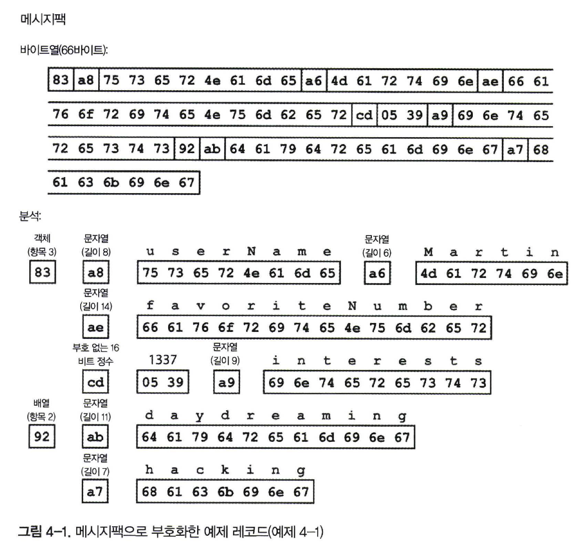 메시지팩
바이트열(66바이트):
83 a8 75 73 65 72 4e 61 6d 65 a6 4d 61 72 74 69 6e ae 66 61
76 6f 72 69 74 65 4e 75 6d 62 65 72 cd 05 39 a9 69 6e 74 65
72 65 73 74 73 92 ab 64 61 79 64 72 65 61 6d 69 6e 67 a7 68
61 63 6b 69 6e 67
분석:
객체 문자열 문자열
(항목 3) (길이 8) u s e r N a m e (길이 6) M a r t i n
83 a8 75 73 65 72 4e 61 6d 65 a6 4d 61 72 74 69 6e
문자열
(길이 14) f a v o r i t e N u m b e r
ae 66 61 76 6f 72 69 74 65 4e 75 6d 62 65 72
부호 없는 16 문자열
비트 정수 1337 (길이 9) i n t e r e s t s
cd 05 39 a9 69 6e 74 65 72 65 73 74 73
배열 문자열
(항목 2) (길이 11) d a y d r e a m i n g
92 ab 64 61 79 64 72 65 61 6d 69 6e 67
문자열
(길이 7) h a c k i n g
a7 68 61 63 6b 69 6e 67
그림 4-1. 메시지팩으로 부호화한 예제 레코드(예제 4-1)